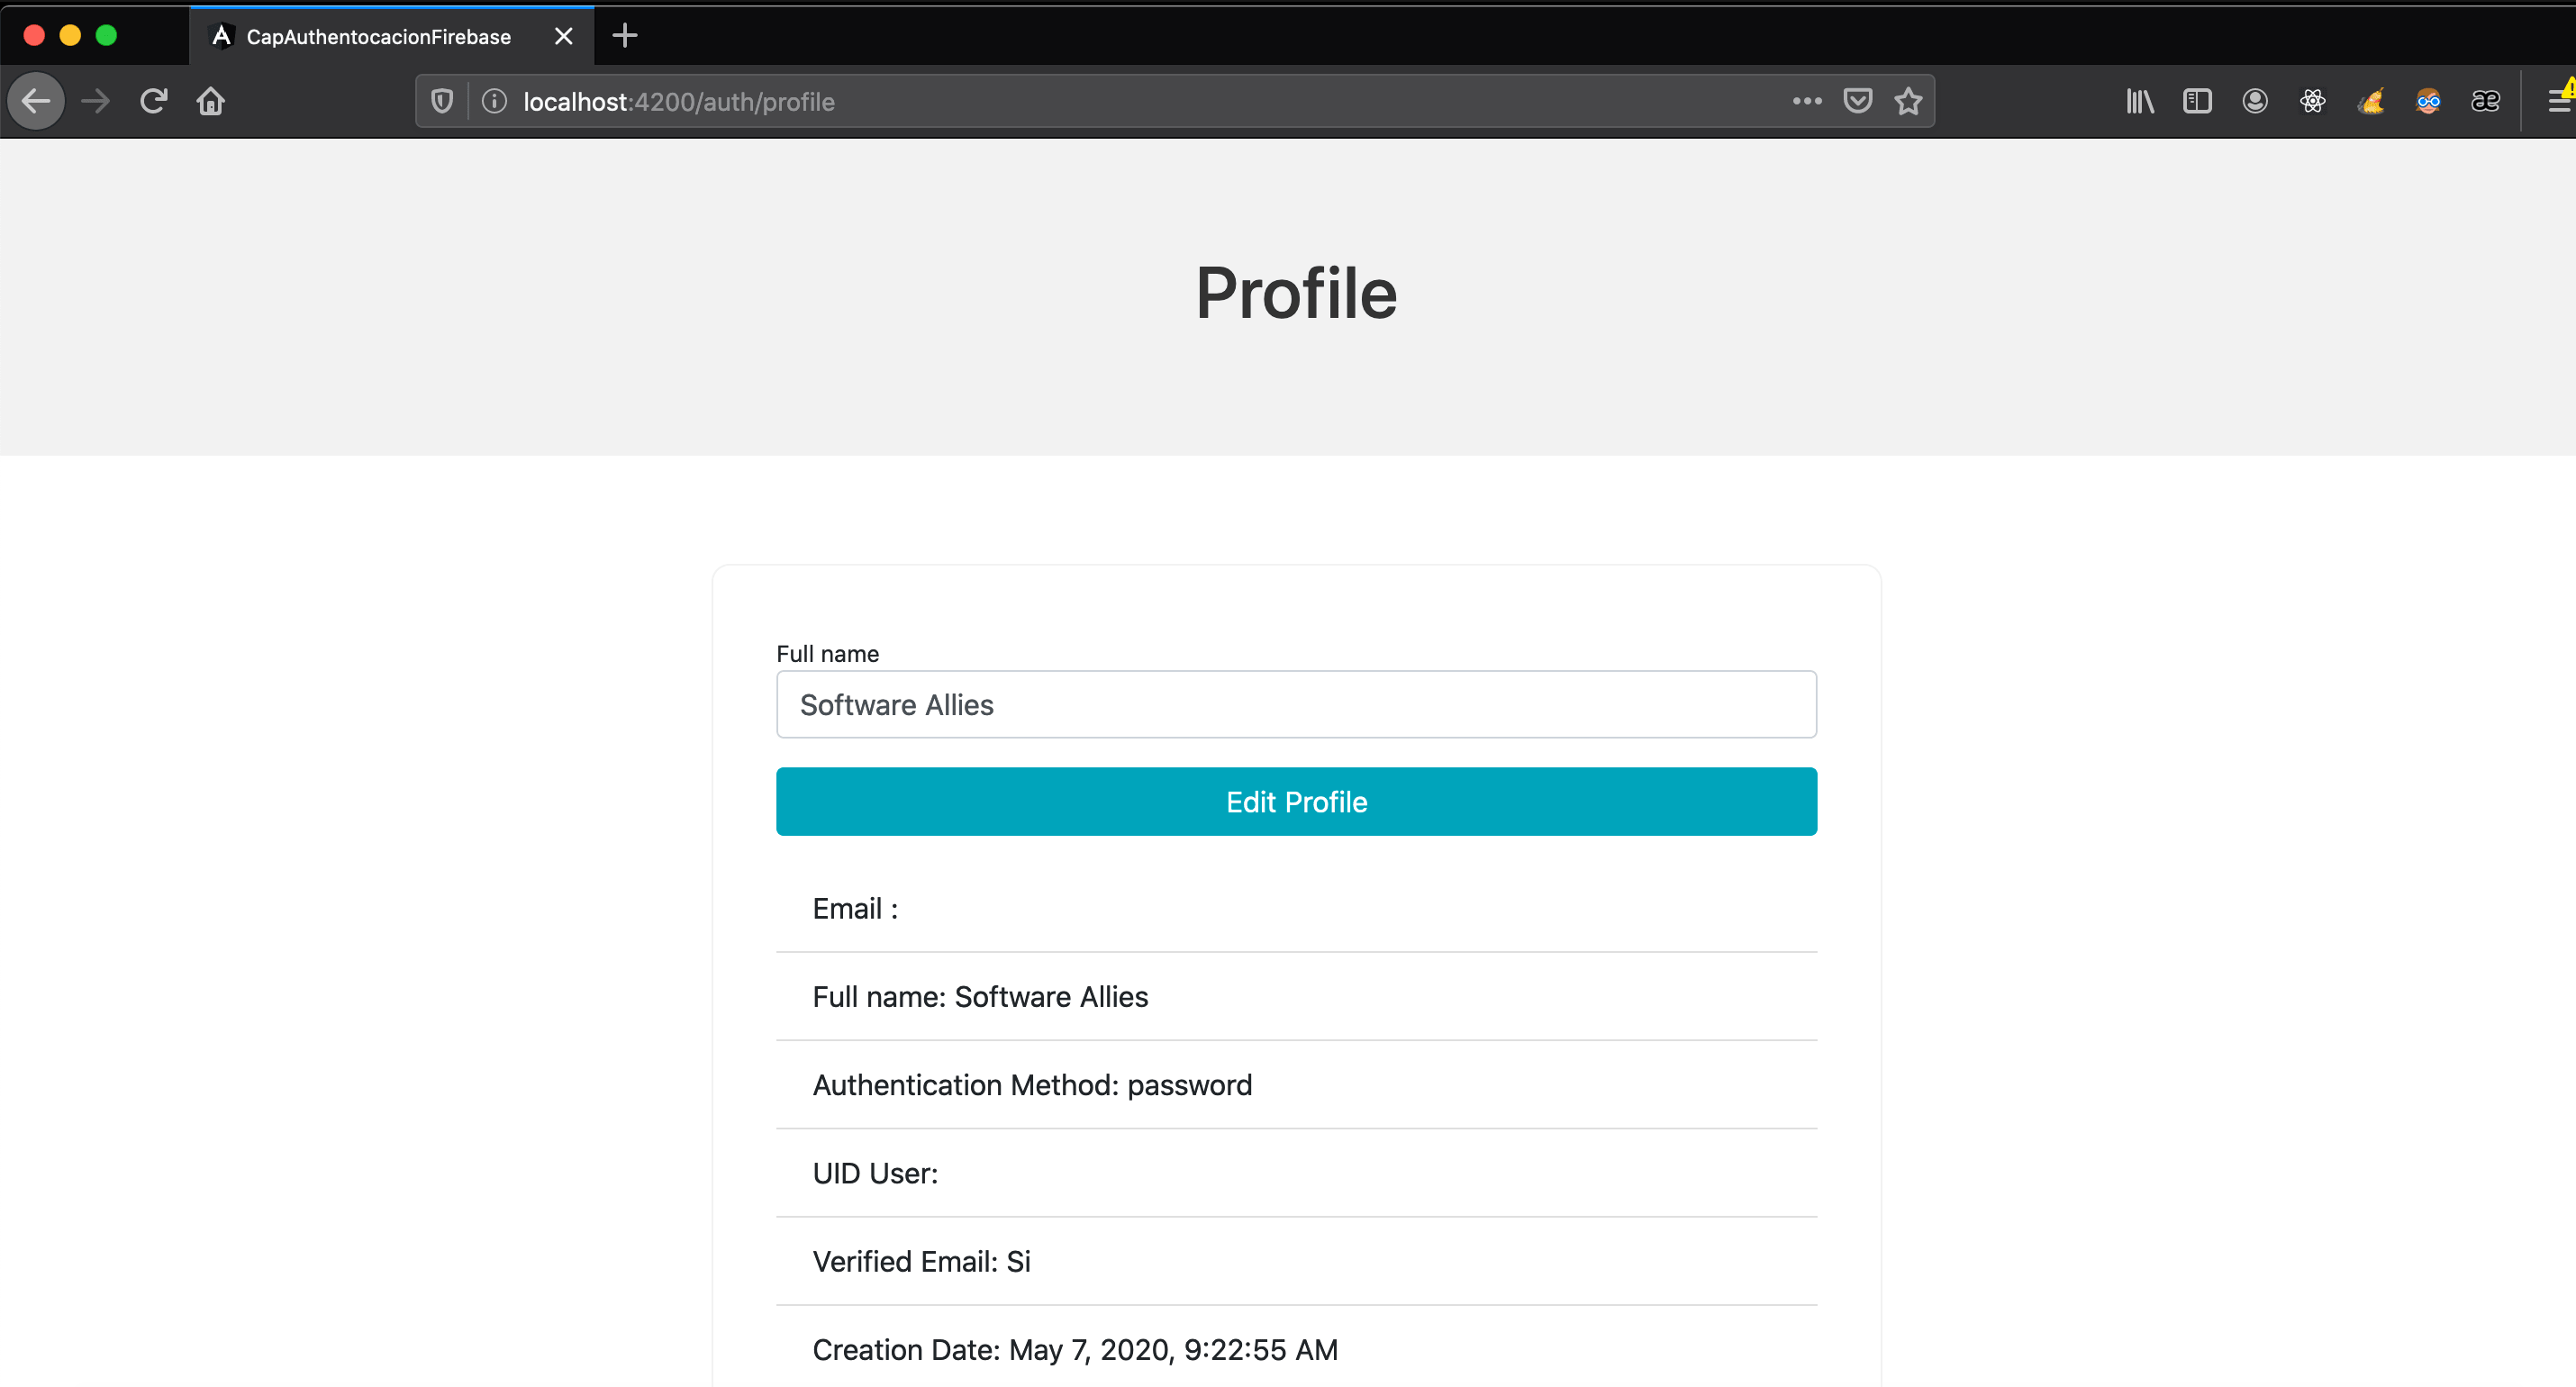 CapAuthentocacionFirebase
localhost:4200/auth/profile
Profile
Full name
Software Allies
Edit Profile
Email :
Full name: Software Allies
Authentication Method: password
UID User:
Verified Email: Si
Creation Date: May 7, 2020, 9:22:55 AM